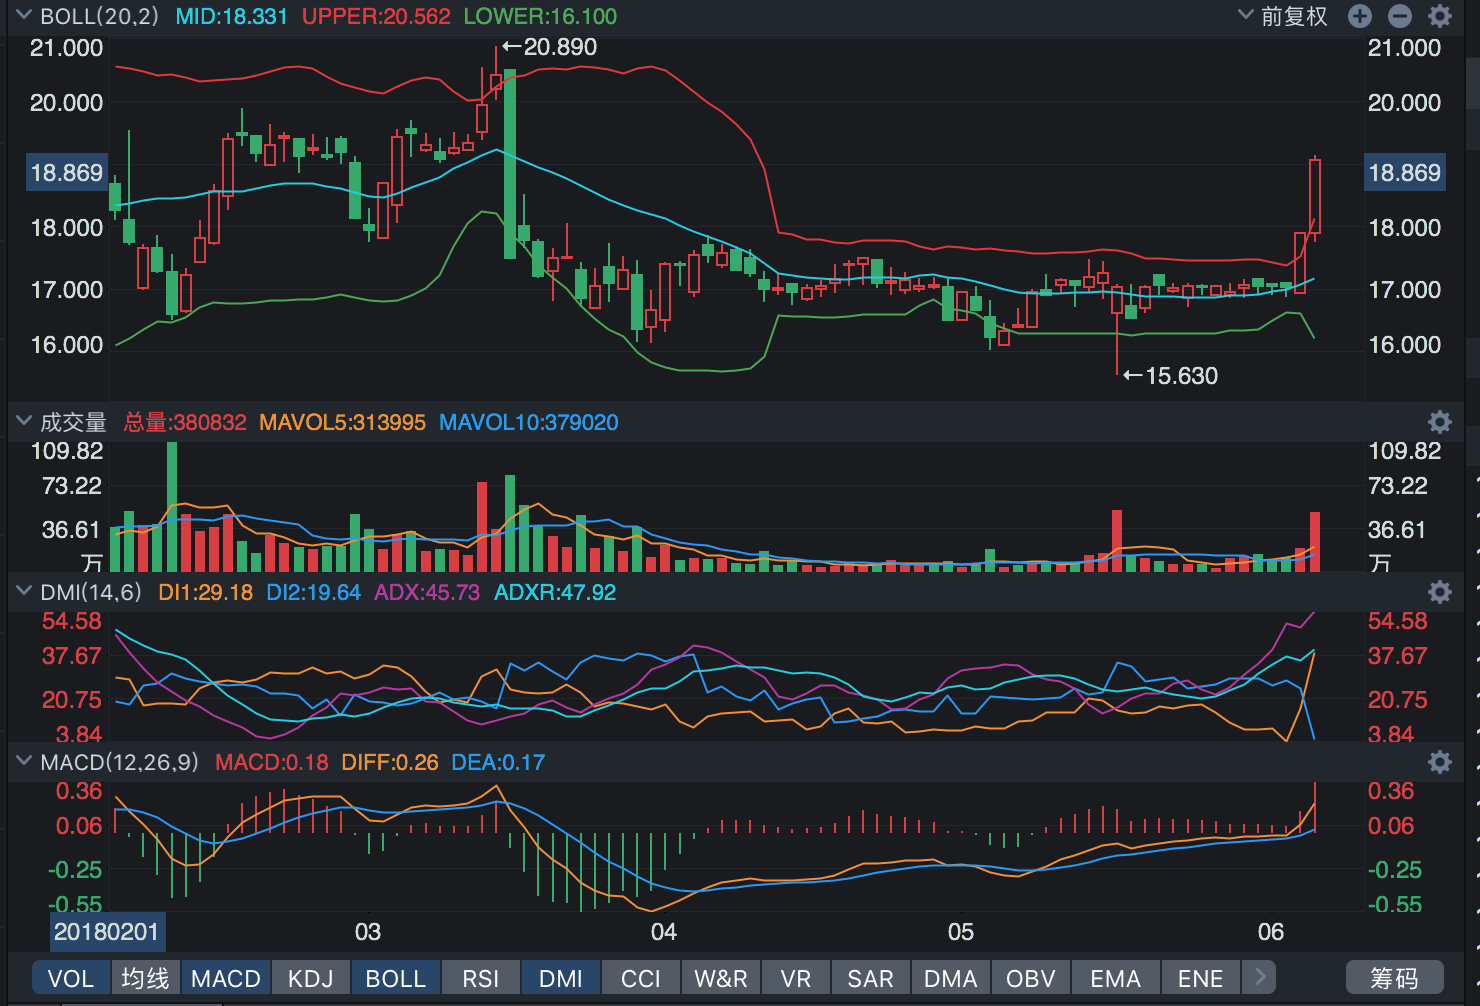 BOLL(20,2) MID:18.331 UPPER:20.562 LOWER:16.100 前复权
21.000 ←20.890 21.000
20.000 20.000
18.869 18.869
18.000 18.000
17.000 17.000
16.000 16.000
←15.630
成交量 总量:380832 MAVOL5:313995 MAVOL10:379020
109.82 109.82
73.22 73.22
36.61 36.61
万 万
DMI(14,6) DI1:29.18 DI2:19.64 ADX:45.73 ADXR:47.92
54.58 54.58
37.67 37.67
20.75 20.75
3.84 3.84
MACD(12,26,9) MACD:0.18 DIFF:0.26 DEA:0.17
0.36 0.36
0.06 0.06
-0.25 -0.25
-0.55 -0.55
20180201 03 04 05 06
VOL 均线 MACD KDJ BOLL RSI DMI CCI W&R VR SAR DMA OBV EMA ENE 筹码